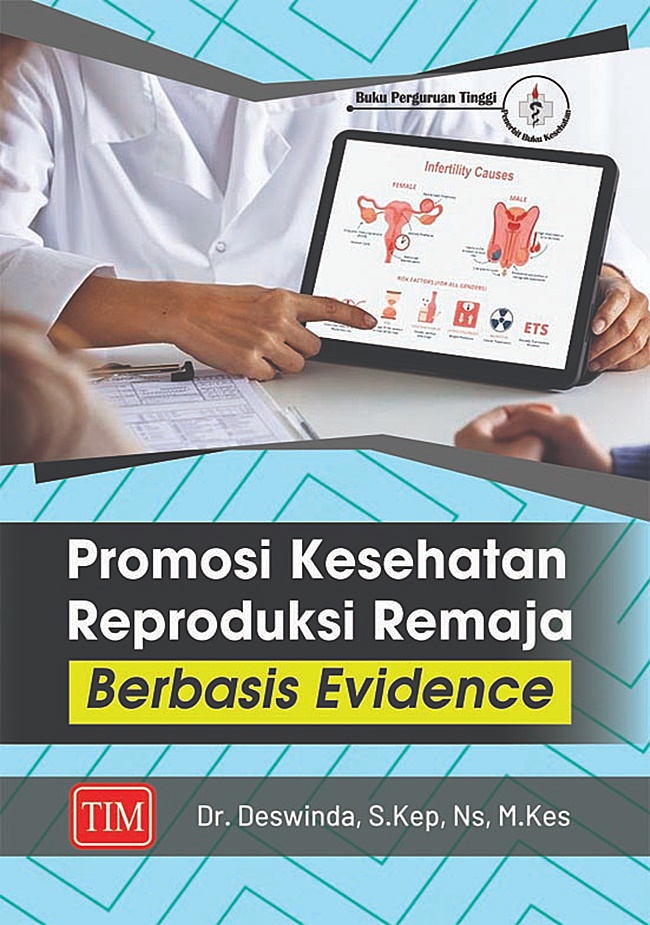 Buku Perguruan Tinggi
Penerbit Buku Kesehatan
Infertility Causes
FEMALE
MALE
RISK FACTORS (FOR ALL GENDERS)
ETS
Promosi Kesehatan
Reproduksi Remaja
Berbasis Evidence
TIM
Dr. Deswinda, S.Kep, Ns, M.Kes